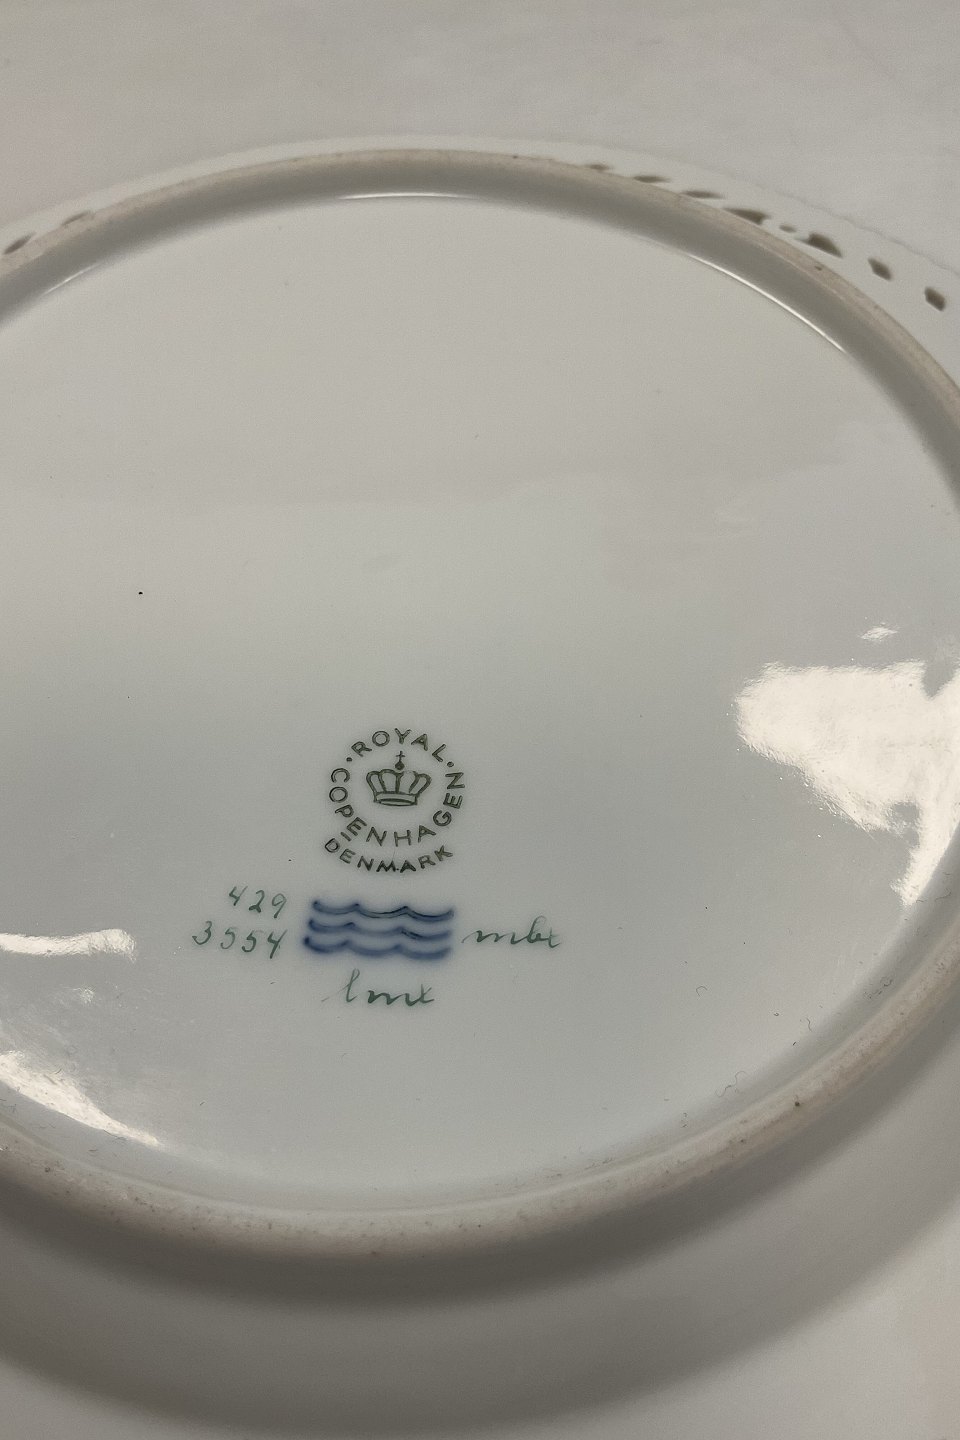 ROYAL
COPENHAGEN
DENMARK
429
3554